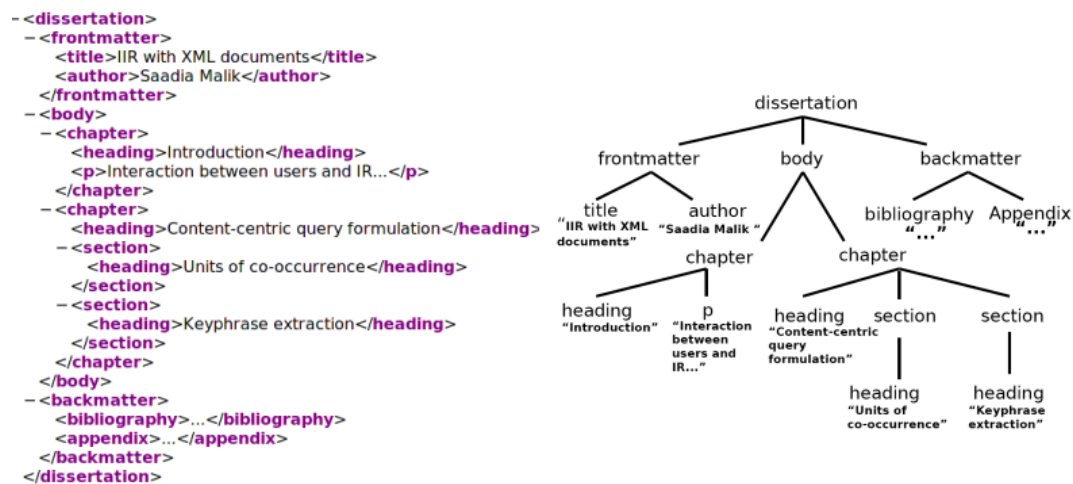 −<dissertation>
−<frontmatter>
<title>IIR with XML documents</title>
<author>Saadia Malik</author>
</frontmatter>
−<body>
−<chapter>
<heading>Introduction</heading>
<p>Interaction between users and IR...</p>
</chapter>
−<chapter>
<heading>Content-centric query formulation</heading>
−<section>
<heading>Units of co-occurrence</heading>
</section>
−<section>
<heading>Keyphrase extraction</heading>
</section>
</chapter>
</body>
−<backmatter>
<bibliography>...</bibliography>
<appendix>...</appendix>
</backmatter>
</dissertation>
dissertation
frontmatter body backmatter
title author bibliography Appendix
“IIR with XML “Saadia Malik “ “...” “...”
documents”
chapter chapter
heading p heading section section
“Introduction” “Interaction “Content-centric
between query
users and formulation”
IR...”
heading heading
“Units of “Keyphrase
co-occurrence” extraction”